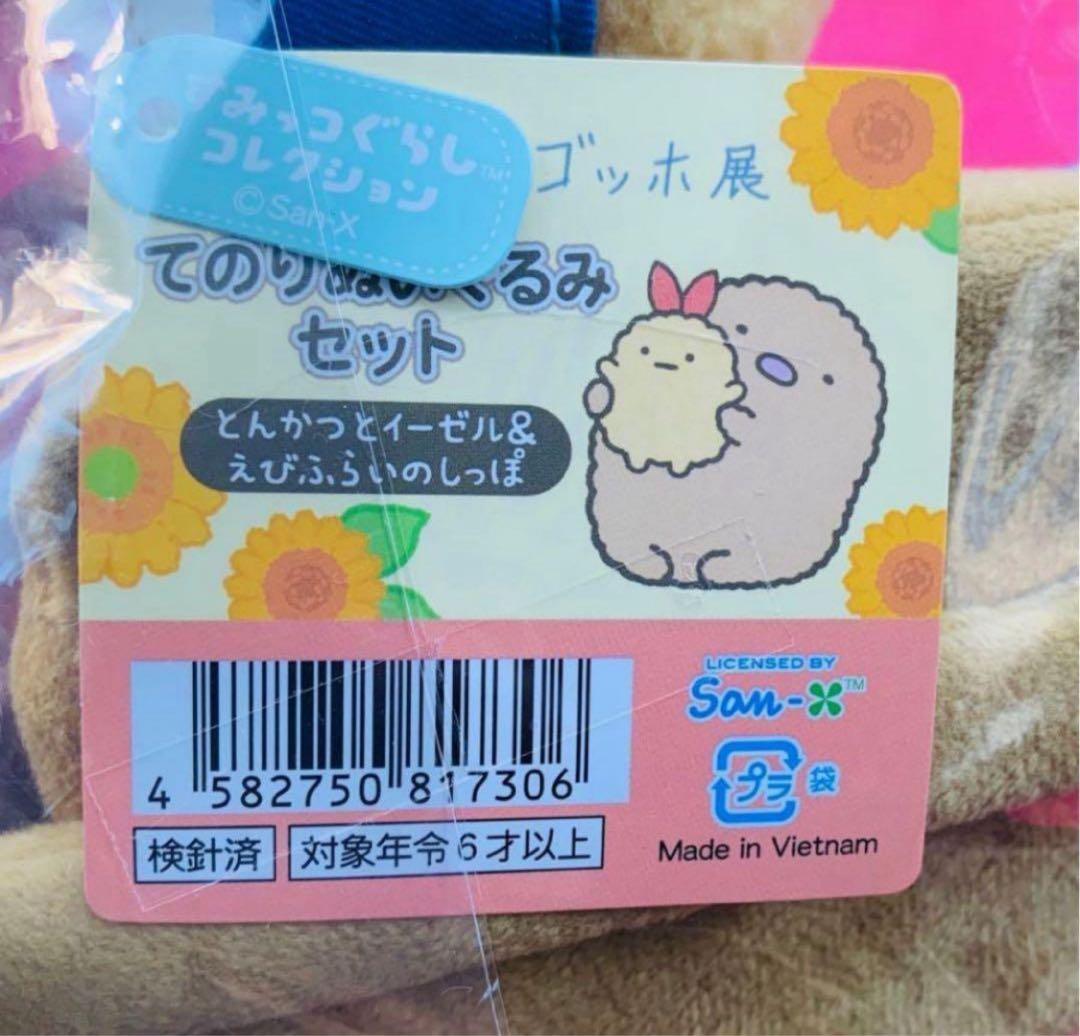 すみっコぐらし™
コレクション
©San-X
ゴッホ展
てのりぬいぐるみ
セット
とんかつとイーゼル&
えびふらいのしっぽ
4 582750 817306
検針済
対象年令6才以上
LICENSED BY
San-X™
プラ 袋
Made in Vietnam